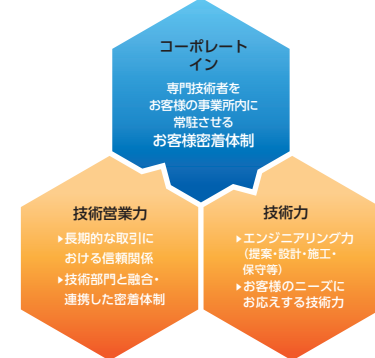 コーポレート
イン
専門技術者を
お客様の事業所内に
常駐させる
お客様密着体制
技術営業力
▸長期的な取引に
おける信頼関係
▸技術部門と融合・
連携した密着体制
技術力
▸エンジニアリング力
（提案・設計・施工・
保守等）
▸お客様のニーズに
お応えする技術力